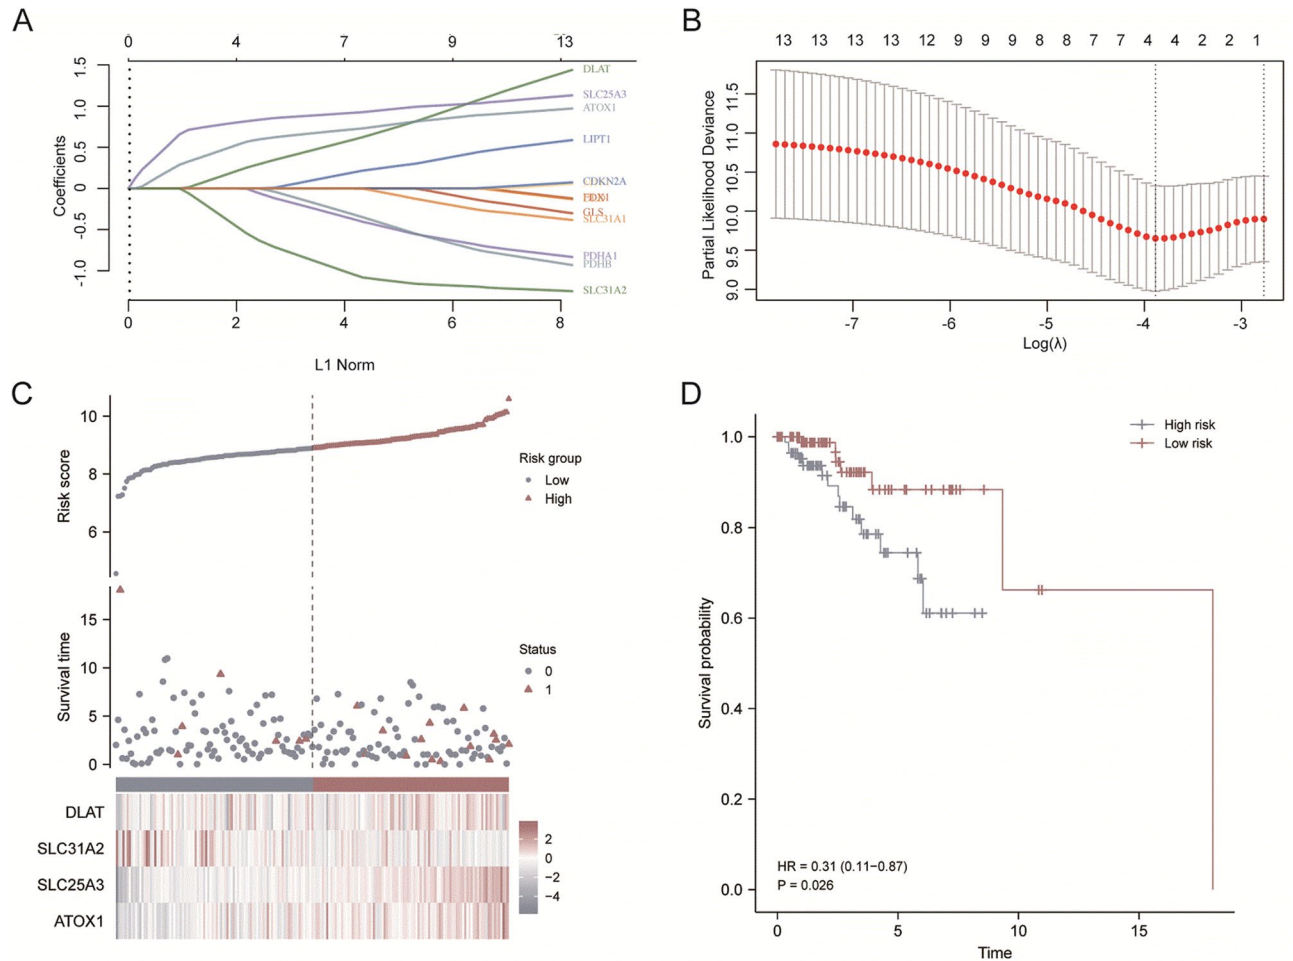 A
0 4 7 9 13
1.5
1.0
0.5
0
-0.5
-1.0
Coefficients
DLAT
SLC25A3
ATOX1
LIPT1
CDKN2A
GLS
SLC31A1
PDHA1
PDHB
SLC31A2
0 2 4 6 8
L1 Norm
B
13 13 13 13 12 9 9 9 8 8 7 7 4 4 2 2 1
11.5
11.0
10.5
10.0
9.5
9.0
Partial Likelihood Deviance
-7 -6 -5 -4 -3
Log(λ)
C
10
8
6
Risk score
Risk group
Low
High
15
10
5
0
Survival time
Status
0
1
DLAT
SLC31A2
SLC25A3
ATOX1
2
0
−2
−4
D
1.0
0.8
0.6
0.4
0.2
0.0
Survival probability
High risk
Low risk
HR = 0.31 (0.11−0.87)
P = 0.026
0 5 10 15
Time